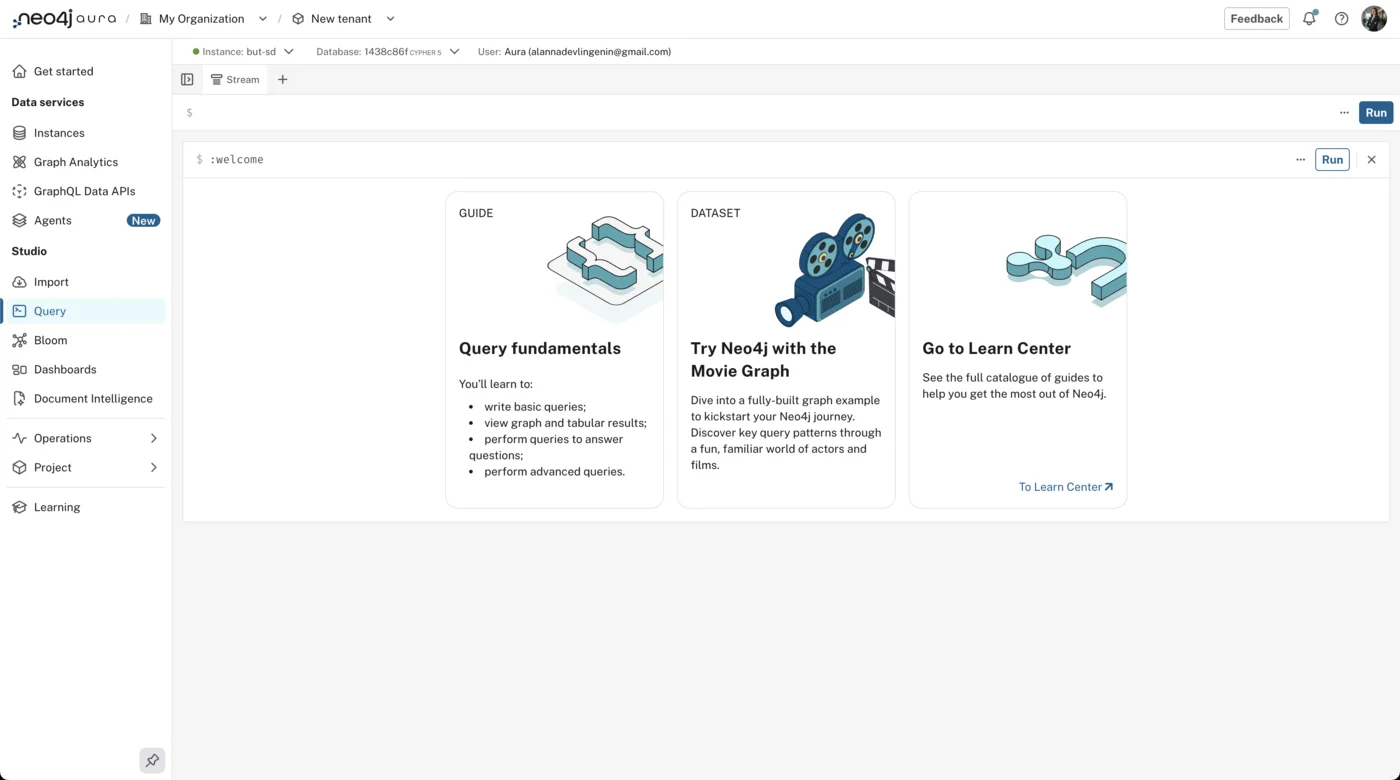 neo4j aura / My Organization / New tenant Feedback
Instance: but-sd Database: 1438c86f CYPHER 5 User: Aura (alannadevlingenin@gmail.com)
Get started
Data services
Instances
Graph Analytics
GraphQL Data APIs
Agents New
Studio
Import
Query
Bloom
Dashboards
Document Intelligence
Operations
Project
Learning
Stream
$ ··· Run
$ :welcome ··· Run
GUIDE
Query fundamentals
You'll learn to:
• write basic queries;
• view graph and tabular results;
• perform queries to answer
questions;
• perform advanced queries.
DATASET
Try Neo4j with the
Movie Graph
Dive into a fully-built graph example
to kickstart your Neo4j journey.
Discover key query patterns through
a fun, familiar world of actors and
films.
Go to Learn Center
See the full catalogue of guides to
help you get the most out of Neo4j.
To Learn Center